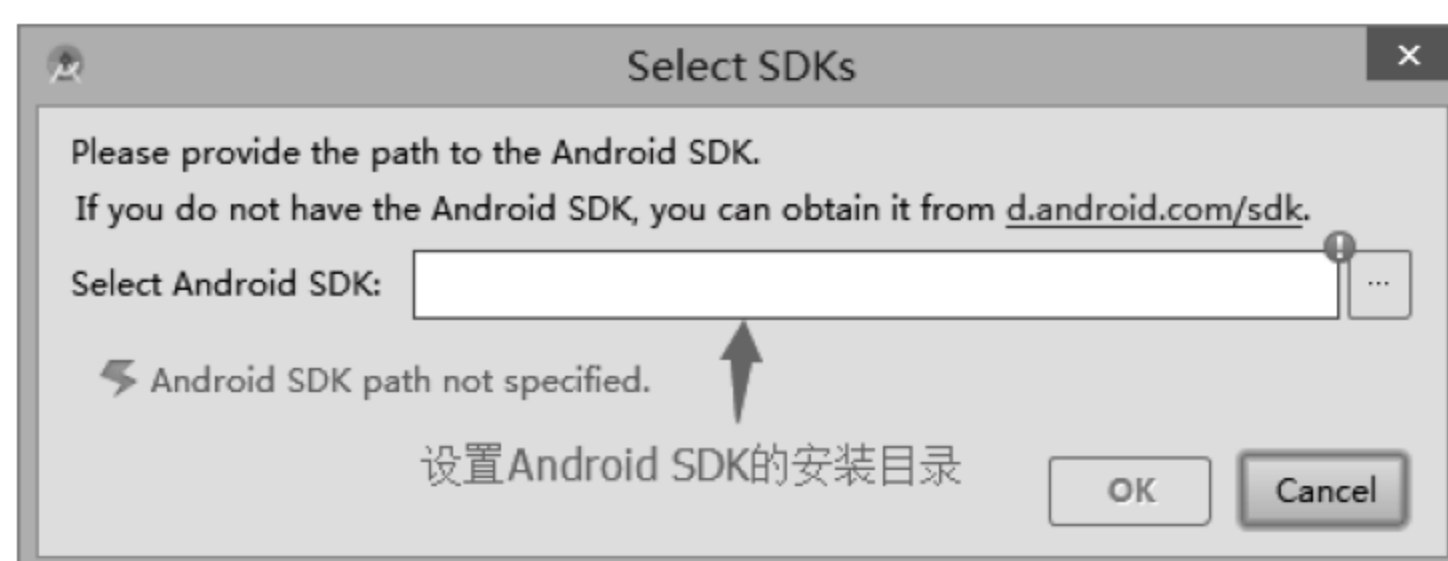 Select SDKs
Please provide the path to the Android SDK.
If you do not have the Android SDK, you can obtain it from d.android.com/sdk.
Select Android SDK:
...
Android SDK path not specified.
设置Android SDK的安装目录
OK
Cancel